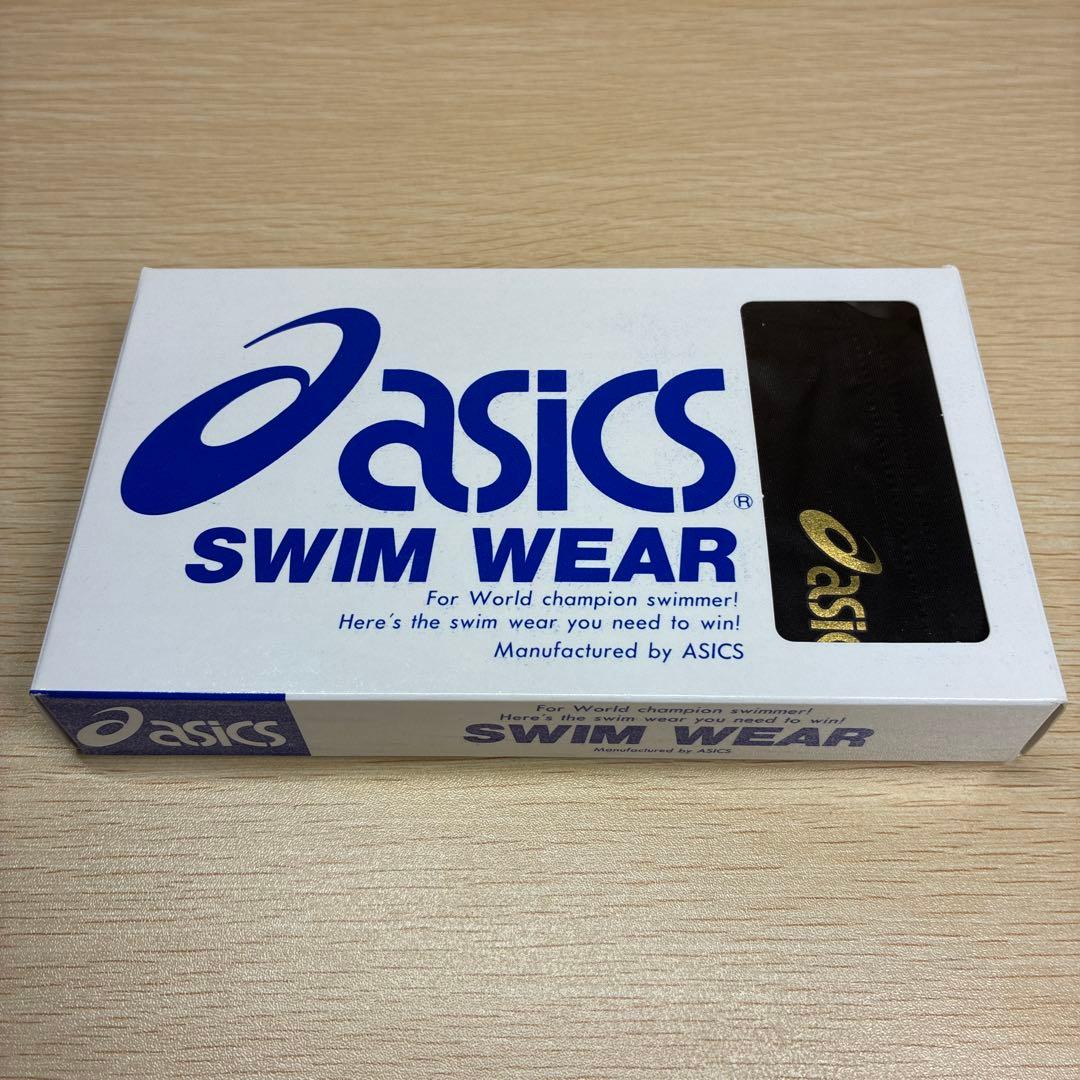 asics®
SWIM WEAR
For World champion swimmer!
Here's the swim wear you need to win!
Manufactured by ASICS
asic
asics
For World champion swimmer!
Here's the swim wear you need to win!
SWIM WEAR
Manufactured by ASICS